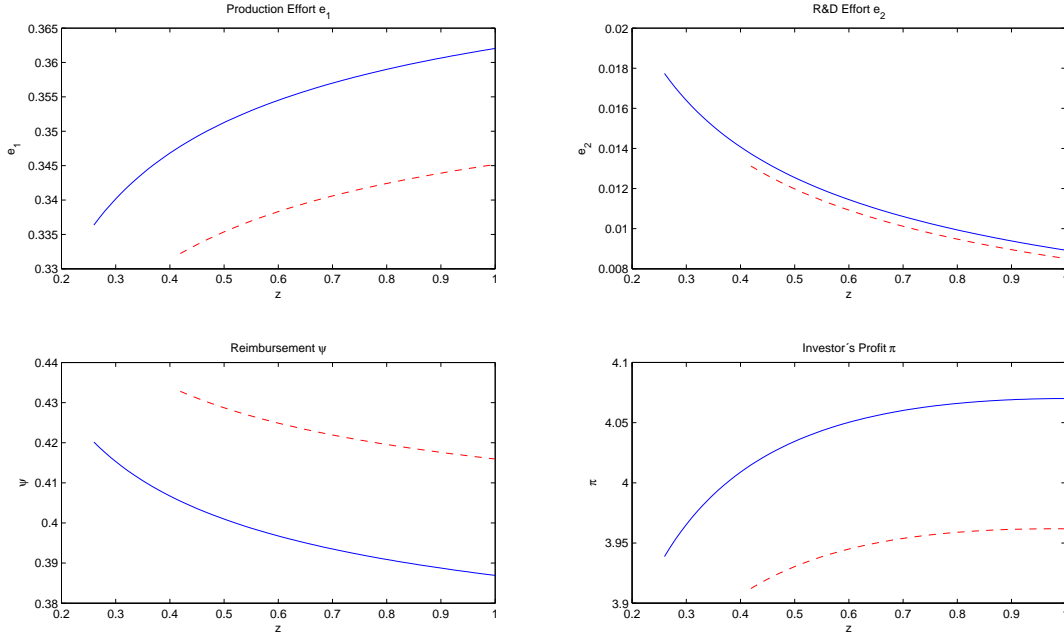 Production Effort e1
0.365
0.36
0.355
0.35
0.345
0.34
0.335
0.33
e1
0.2 0.3 0.4 0.5 0.6 0.7 0.8 0.9 1
z
R&D Effort e2
0.02
0.018
0.016
0.014
0.012
0.01
0.008
e2
0.2 0.3 0.4 0.5 0.6 0.7 0.8 0.9 1
z
Reimbursement ψ
0.44
0.43
0.42
0.41
0.4
0.39
0.38
ψ
0.2 0.3 0.4 0.5 0.6 0.7 0.8 0.9 1
z
Investor´s Profit π
4.1
4.05
4
3.95
3.9
π
0.2 0.3 0.4 0.5 0.6 0.7 0.8 0.9 1
z